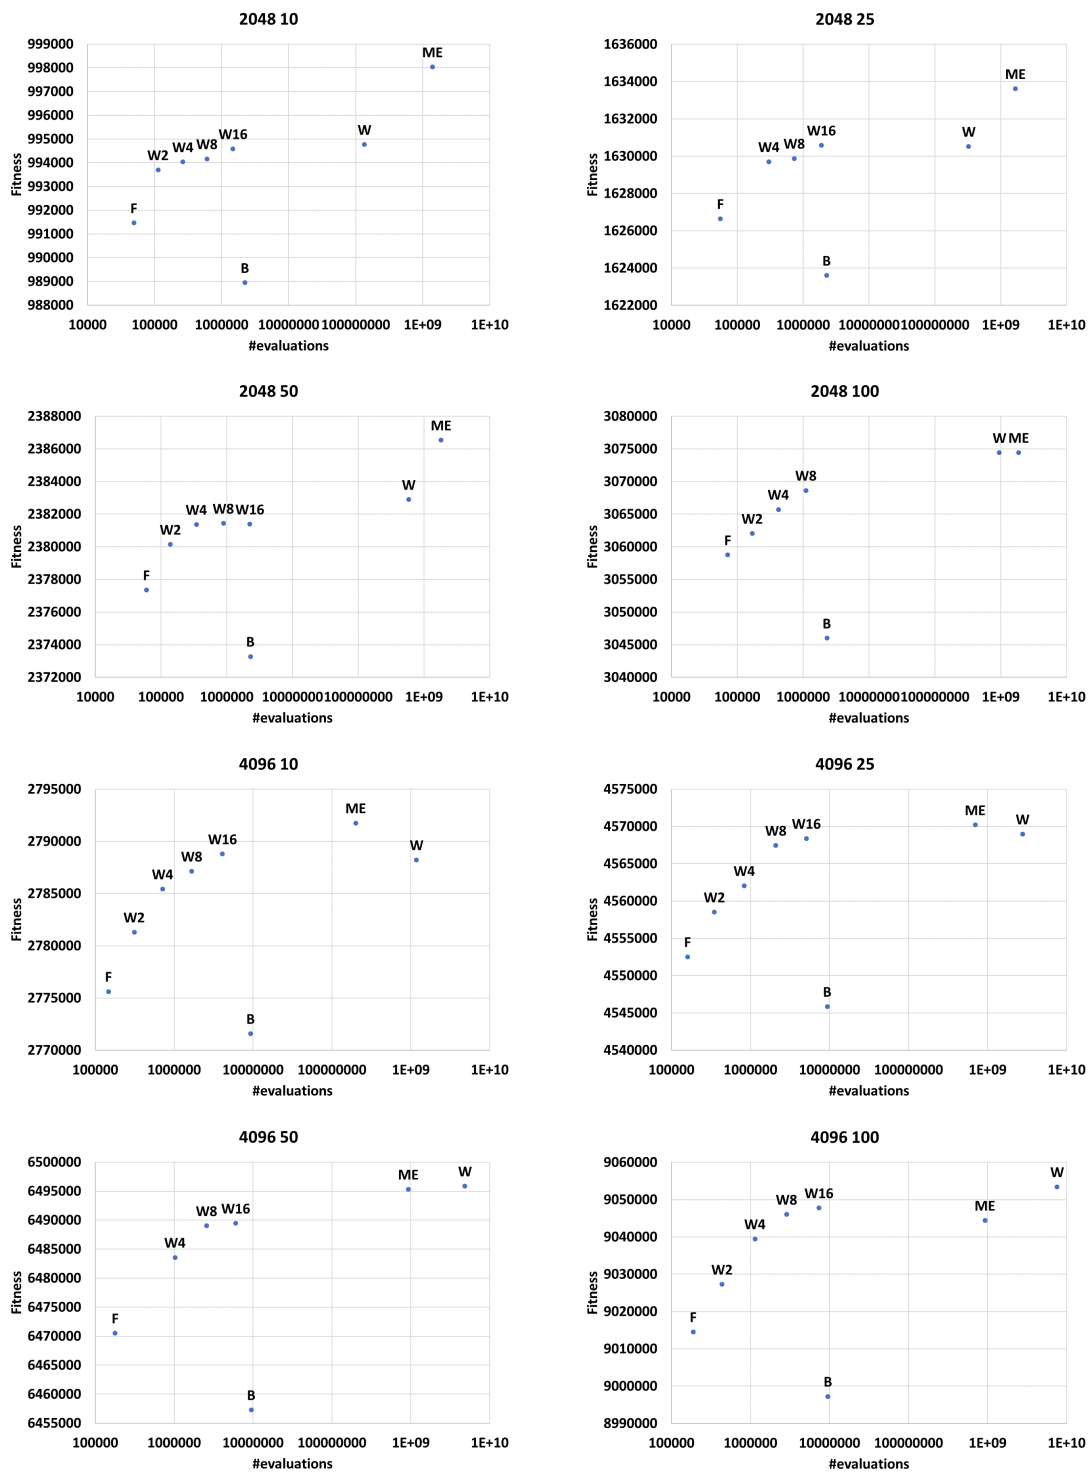 2048 10
999000
998000
997000
996000
995000
994000
993000
992000
991000
990000
989000
988000
Fitness
ME
W
W16
W8
W4
W2
F
B
10000 100000 1000000 10000000 100000000 1E+09 1E+10
#evaluations
2048 25
1636000
1634000
1632000
1630000
1628000
1626000
1624000
1622000
Fitness
ME
W
W16
W8
W4
F
B
10000 100000 1000000 10000000 100000000 1E+09 1E+10
#evaluations
2048 50
2388000
2386000
2384000
2382000
2380000
2378000
2376000
2374000
2372000
Fitness
ME
W
W4 W8 W16
W2
F
B
10000 100000 1000000 10000000 100000000 1E+09 1E+10
#evaluations
2048 100
3080000
3075000
3070000
3065000
3060000
3055000
3050000
3045000
3040000
Fitness
W ME
W8
W4
W2
F
B
10000 100000 1000000 10000000 100000000 1E+09 1E+10
#evaluations
4096 10
2795000
2790000
2785000
2780000
2775000
2770000
Fitness
ME
W
W16
W8
W4
W2
F
B
100000 1000000 10000000 100000000 1E+09 1E+10
#evaluations
4096 25
4575000
4570000
4565000
4560000
4555000
4550000
4545000
4540000
Fitness
ME
W
W8 W16
W4
W2
F
B
100000 1000000 10000000 100000000 1E+09 1E+10
#evaluations
4096 50
6500000
6495000
6490000
6485000
6480000
6475000
6470000
6465000
6460000
6455000
Fitness
ME W
W8 W16
W4
F
B
100000 1000000 10000000 100000000 1E+09 1E+10
#evaluations
4096 100
9060000
9050000
9040000
9030000
9020000
9010000
9000000
8990000
Fitness
W
ME
W8 W16
W4
W2
F
B
100000 1000000 10000000 100000000 1E+09 1E+10
#evaluations